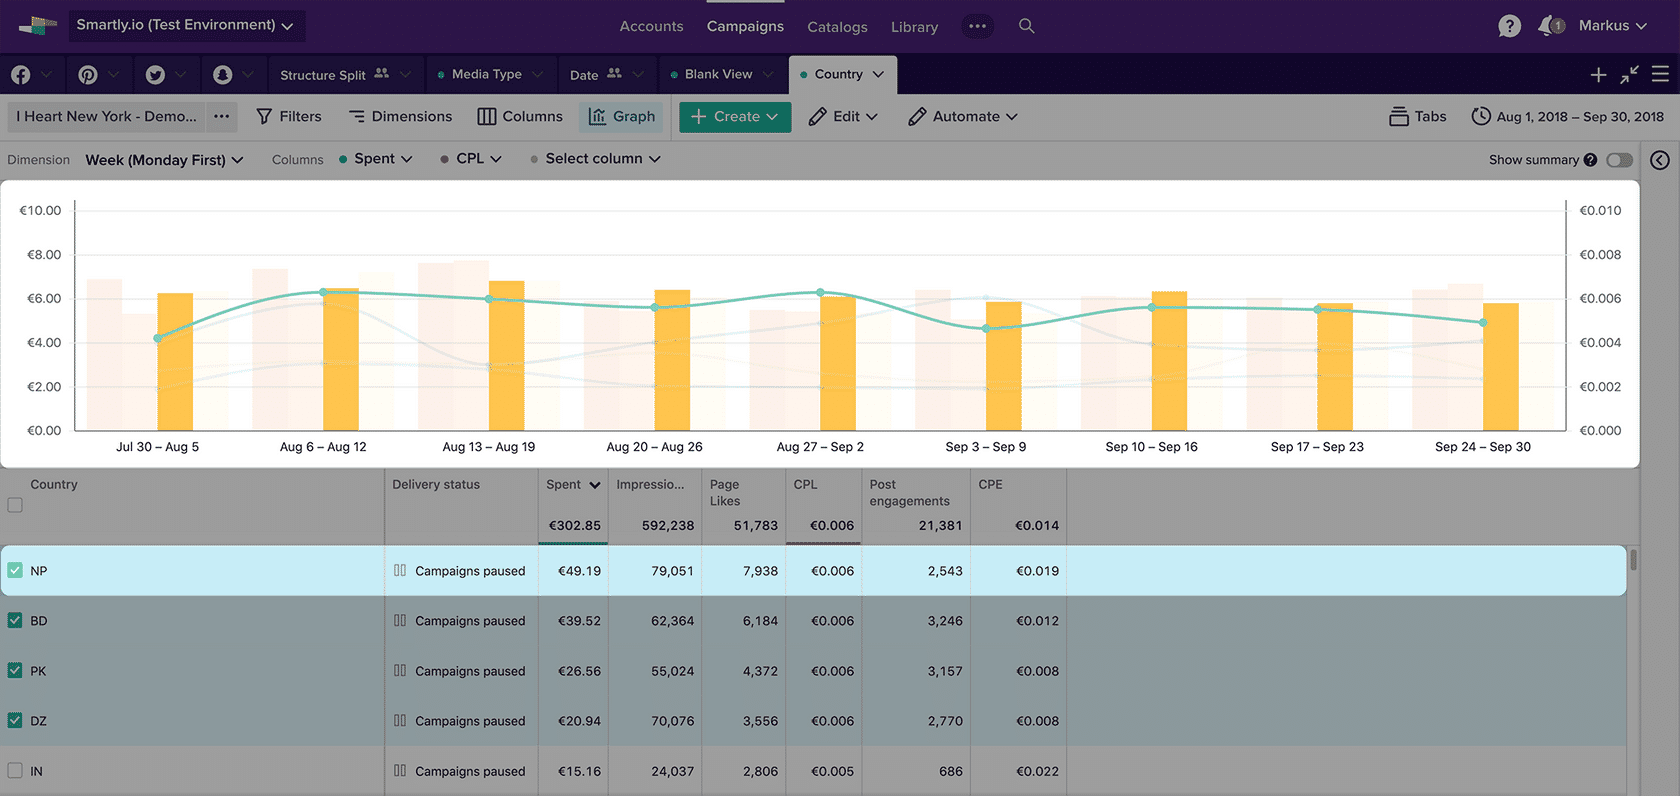 Smartly.io (Test Environment)
Accounts Campaigns Catalogs Library
1 Markus
Structure Split Media Type Date Blank View Country
I Heart New York - Demo... Filters Dimensions Columns Graph Create Edit Automate Tabs Aug 1, 2018 – Sep 30, 2018
Dimension Week (Monday First) Columns Spent CPL Select column Show summary
€10.00 €0.010
€8.00 €0.008
€6.00 €0.006
€4.00 €0.004
€2.00 €0.002
€0.00 €0.000
Jul 30 – Aug 5 Aug 6 – Aug 12 Aug 13 – Aug 19 Aug 20 – Aug 26 Aug 27 – Sep 2 Sep 3 – Sep 9 Sep 10 – Sep 16 Sep 17 – Sep 23 Sep 24 – Sep 30
Country Delivery status Spent Impressio... Page CPL Post CPE
Likes engagements
€302.85 592,238 51,783 €0.006 21,381 €0.014
NP Campaigns paused €49.19 79,051 7,938 €0.006 2,543 €0.019
BD Campaigns paused €39.52 62,364 6,184 €0.006 3,246 €0.012
PK Campaigns paused €26.56 55,024 4,372 €0.006 3,157 €0.008
DZ Campaigns paused €20.94 70,076 3,556 €0.006 2,770 €0.008
IN Campaigns paused €15.16 24,037 2,806 €0.005 686 €0.022